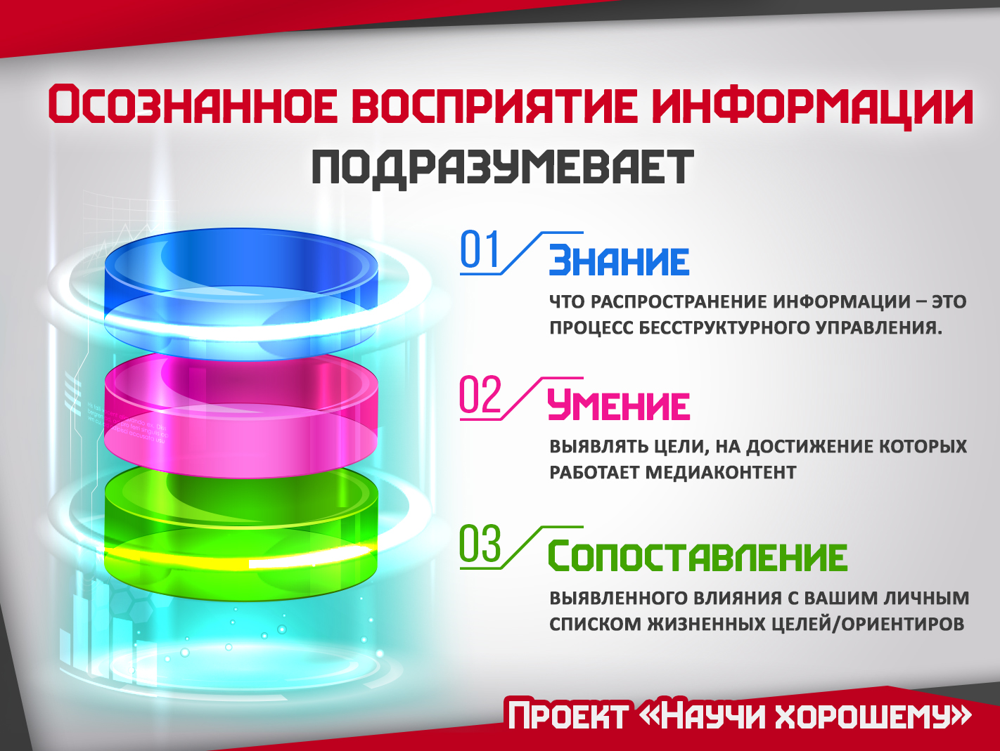 Осознанное восприятие информации
подразумевает
01 Знание
что распространение информации – это
процесс бесструктурного управления.
02 Умение
выявлять цели, на достижение которых
работает медиаконтент
03 Сопоставление
выявленного влияния с вашим личным
списком жизненных целей/ориентиров
Проект «Научи хорошему»